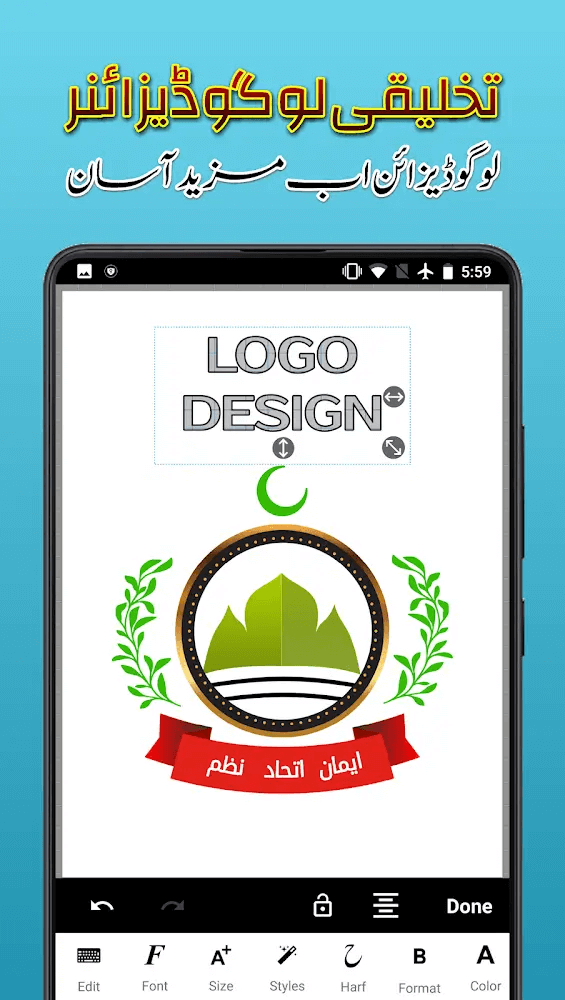 تخلیقی لوگو ڈیزائنر
لوگو ڈیزائن اب مزید آسان
5:59
LOGO
DESIGN
ایمان اتحاد نظم
Done
F A+ ح B A
Edit Font Size Styles Harf Format Color